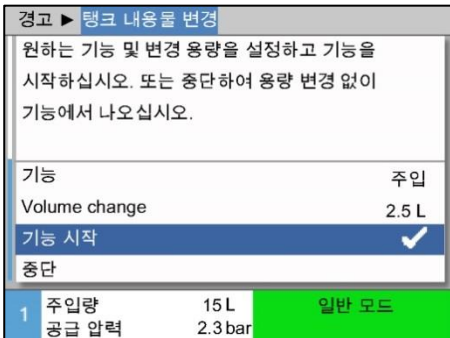 경고 ► 탱크 내용물 변경
원하는 기능 및 변경 용량을 설정하고 기능을
시작하십시오. 또는 중단하여 용량 변경 없이
기능에서 나오십시오.
기능 주입
Volume change 2.5 L
기능 시작 ✔
중단
1 주입량 15 L 일반 모드
공급 압력 2.3 bar